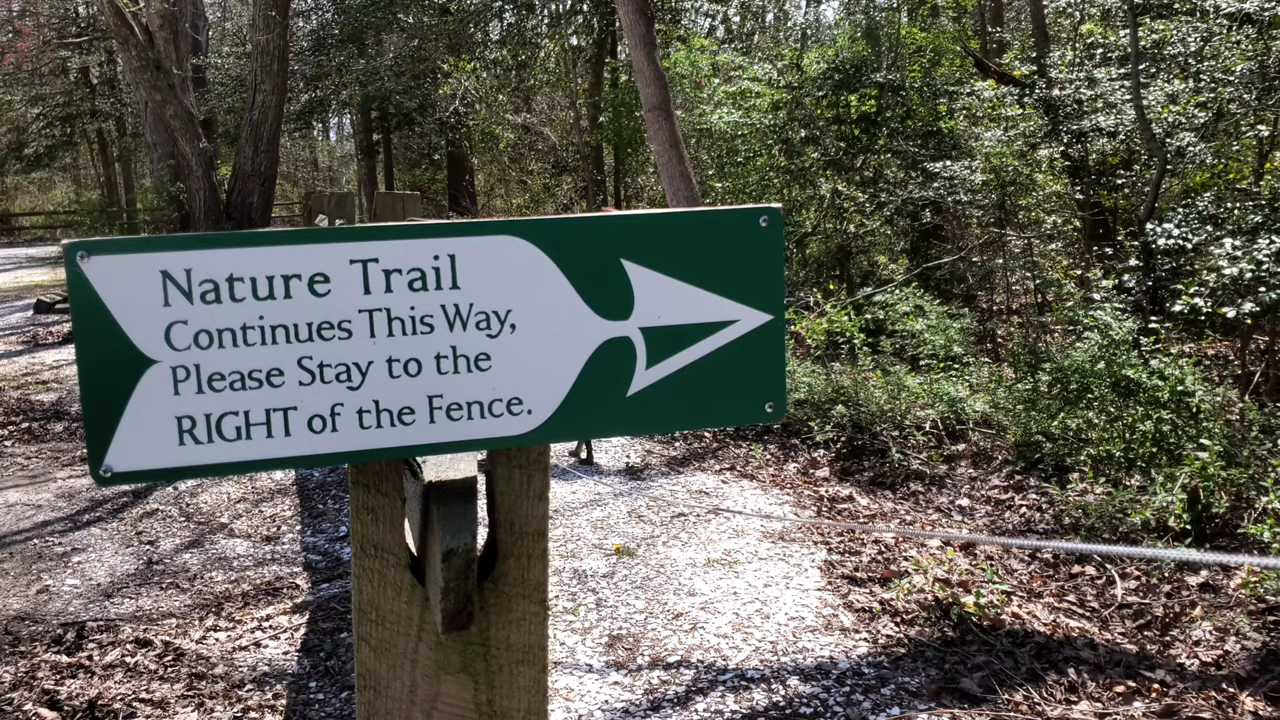 Nature Trail
Continues This Way,
Please Stay to the
RIGHT of the Fence.